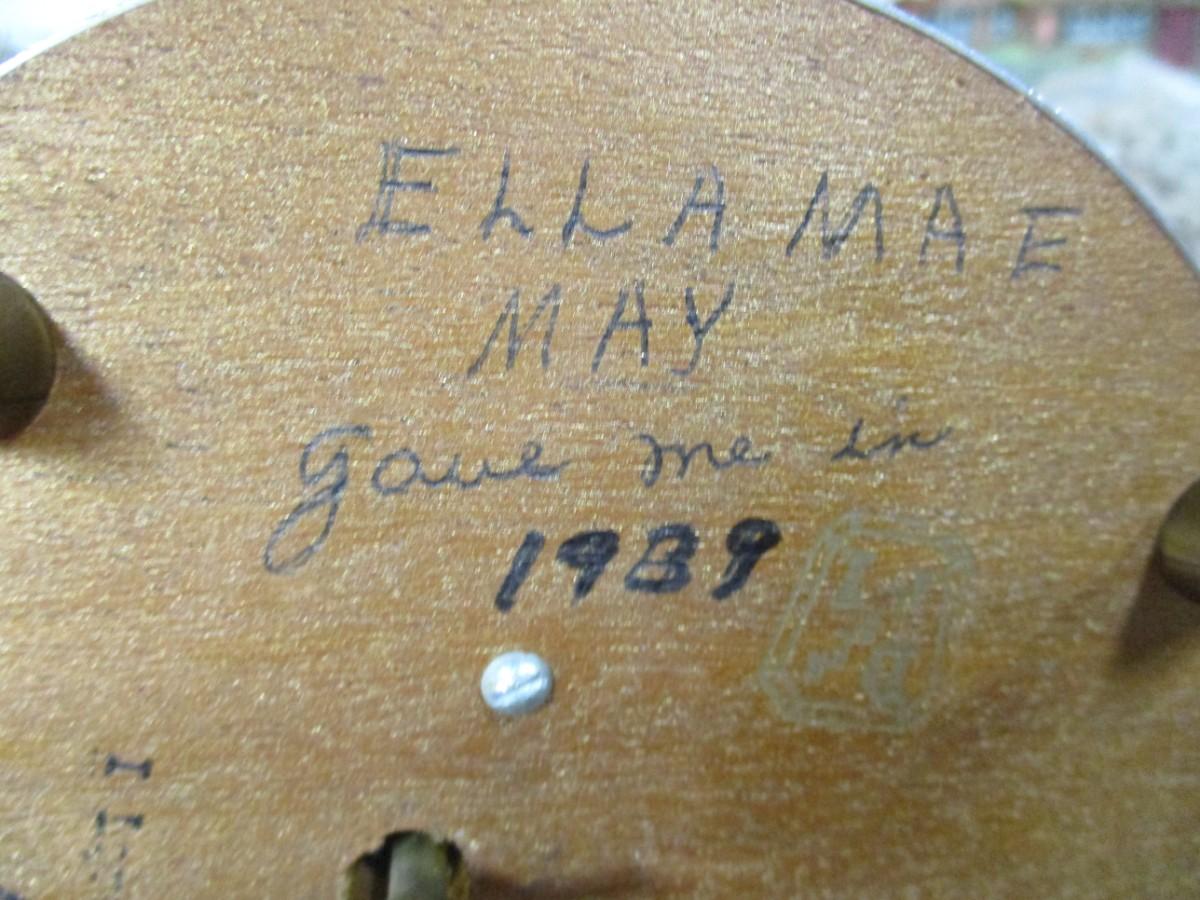 ELLA MAE
MAY
Gave me in
1939